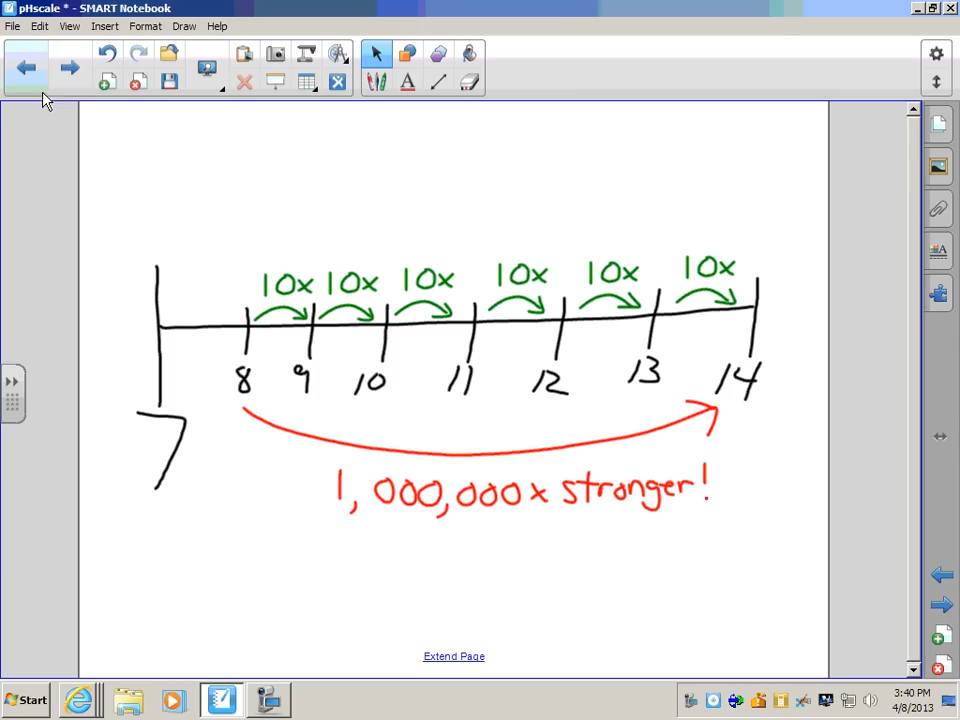 pHscale * - SMART Notebook
File Edit View Insert Format Draw Help
10x 10x 10x 10x 10x 10x
8 9 10 11 12 13 14
7
1,000,000x stronger!
Extend Page
Start
3:40 PM
4/8/2013